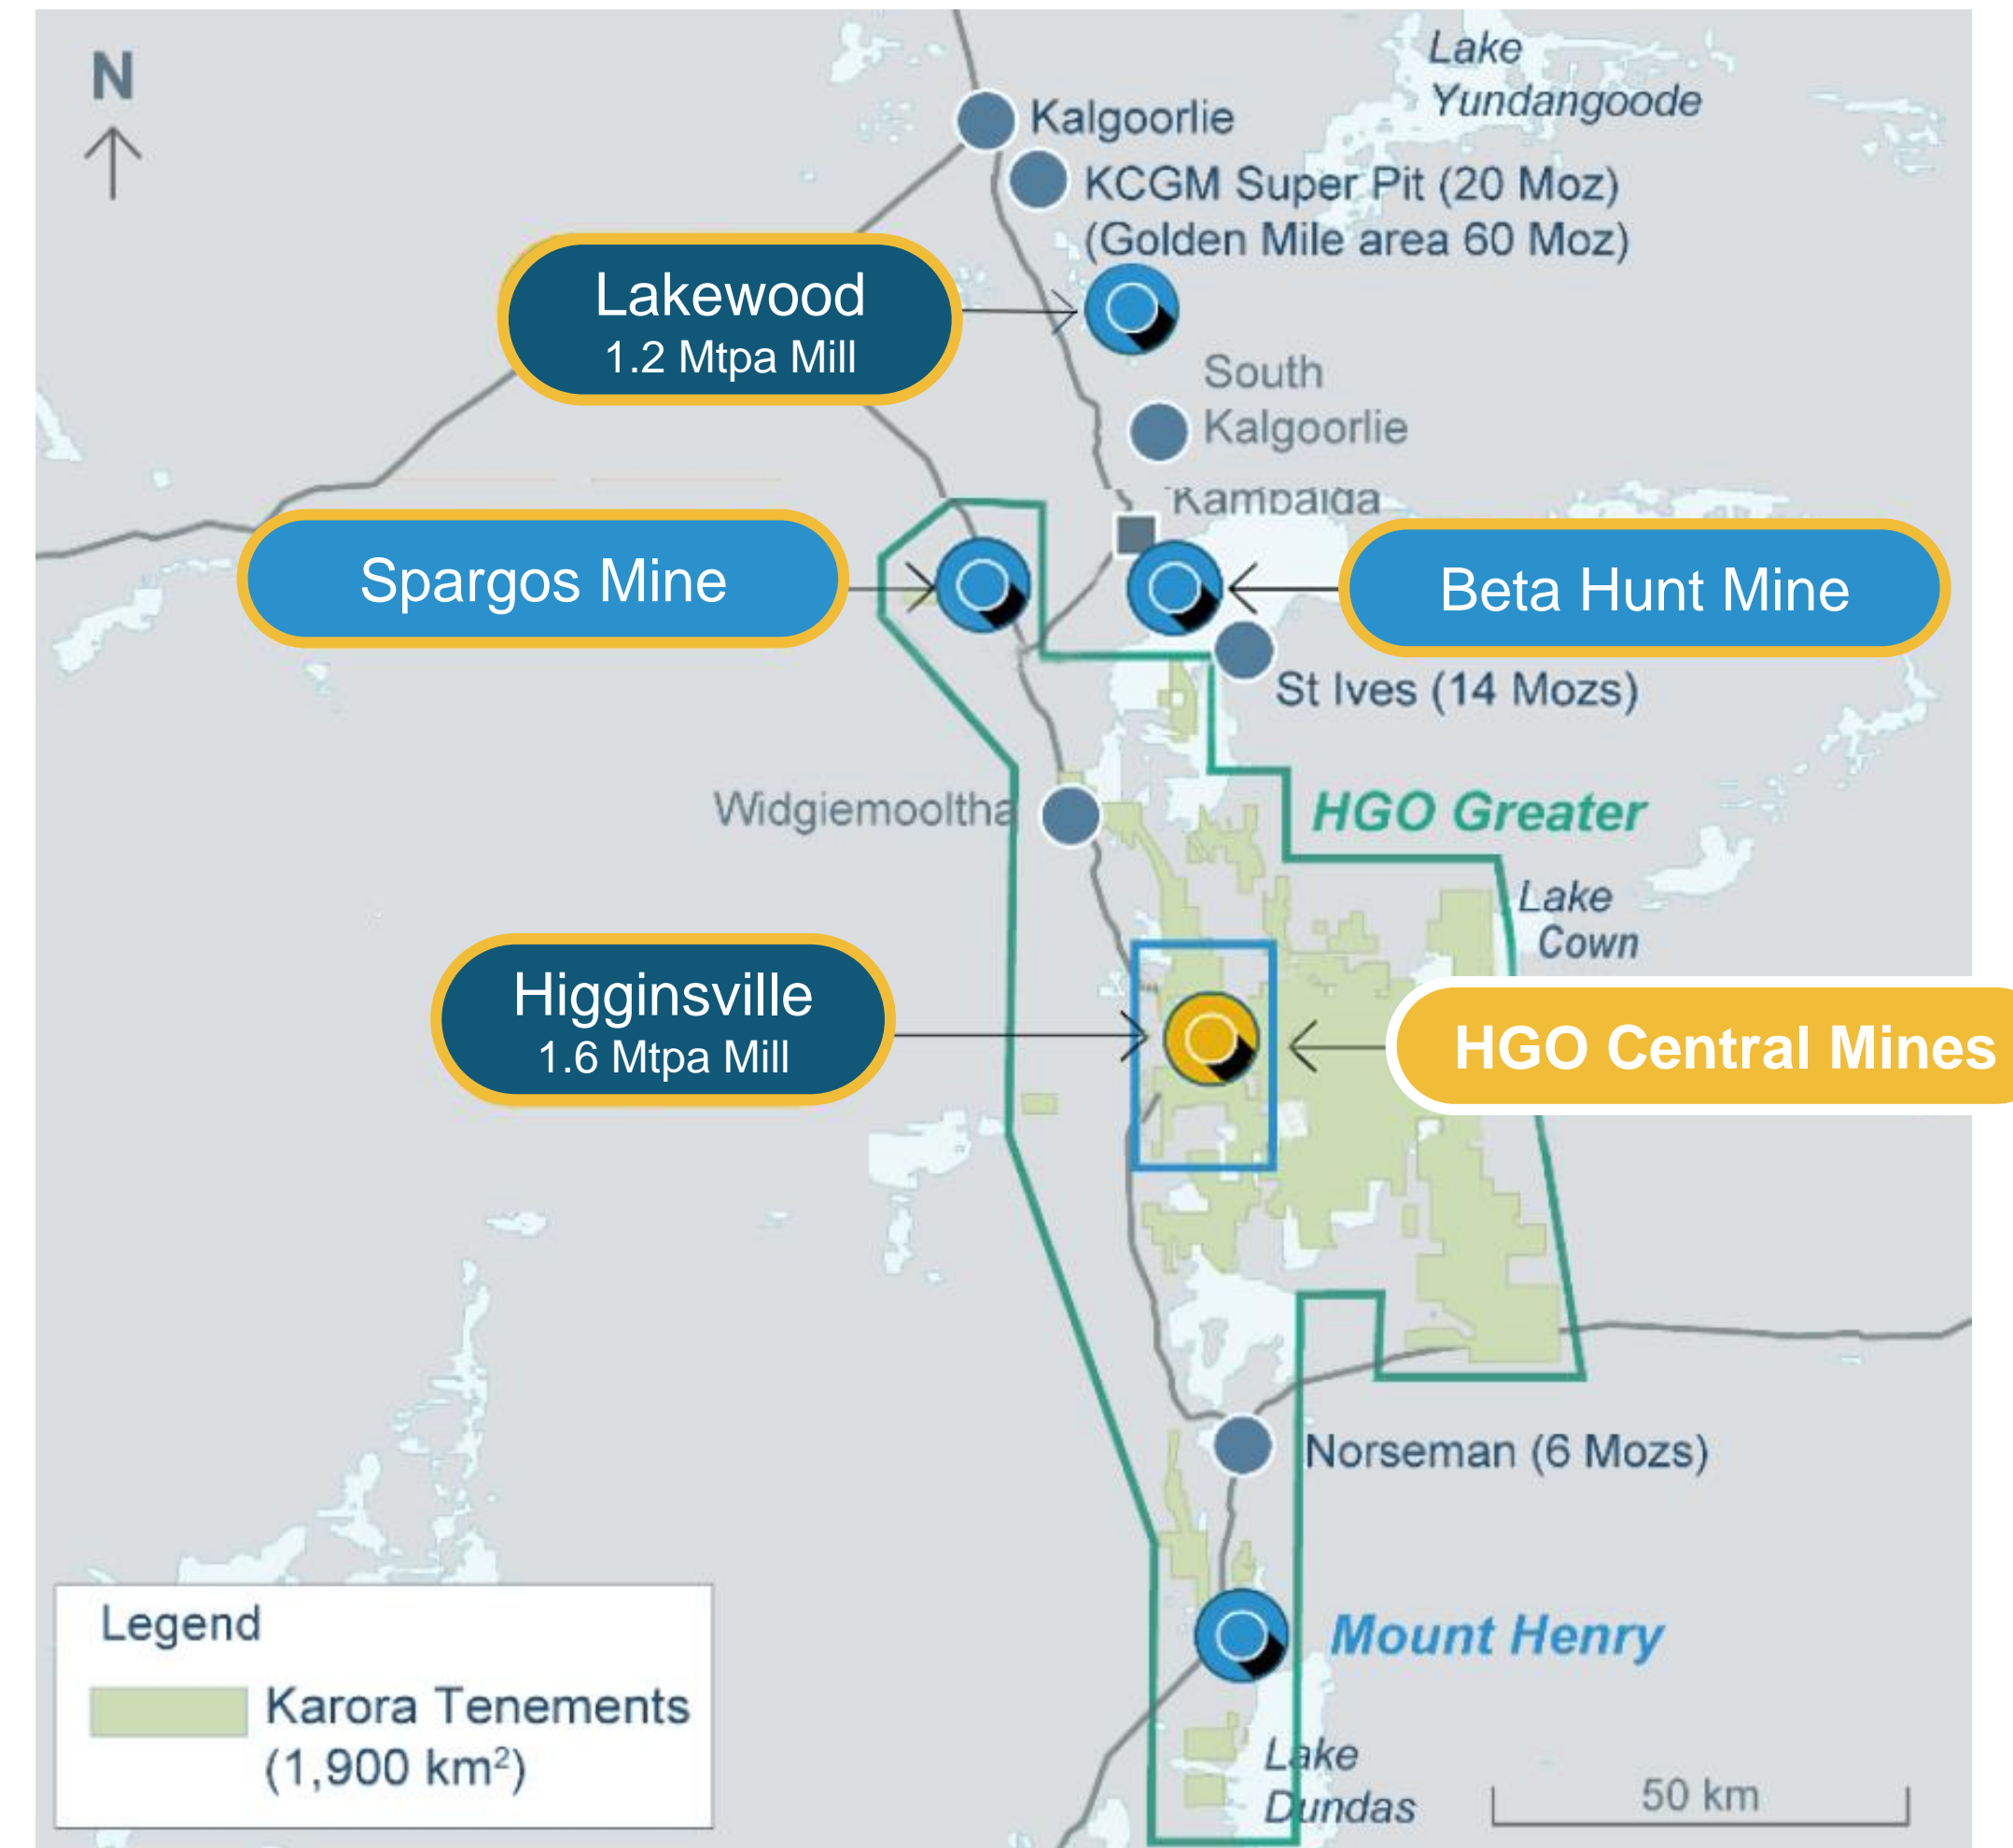 N
Lake
Yundangoode
Kalgoorlie
KCGM Super Pit (20 Moz)
(Golden Mile area 60 Moz)
Lakewood
1.2 Mtpa Mill
South
Kalgoorlie
Kambalda
Spargos Mine
Beta Hunt Mine
St Ives (14 Mozs)
Widgiemooltha
HGO Greater
Lake
Cown
Higginsville
1.6 Mtpa Mill
HGO Central Mines
Norseman (6 Mozs)
Mount Henry
Legend
Karora Tenements
(1,900 km²)
Lake
Dundas
50 km